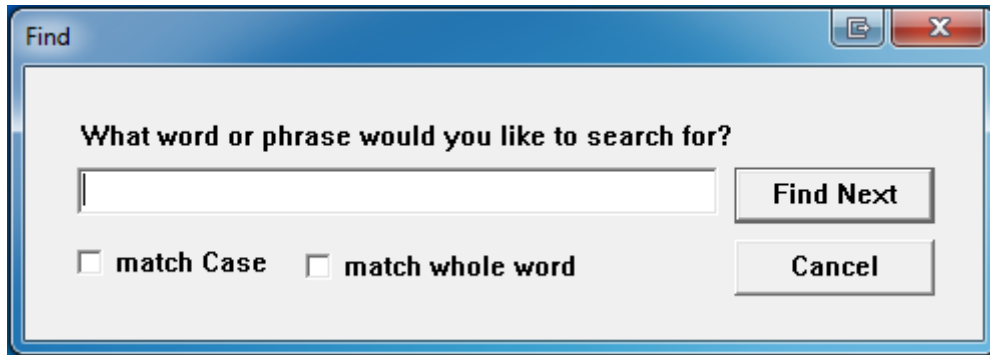 Find
What word or phrase would you like to search for?
Find Next
match Case match whole word
Cancel